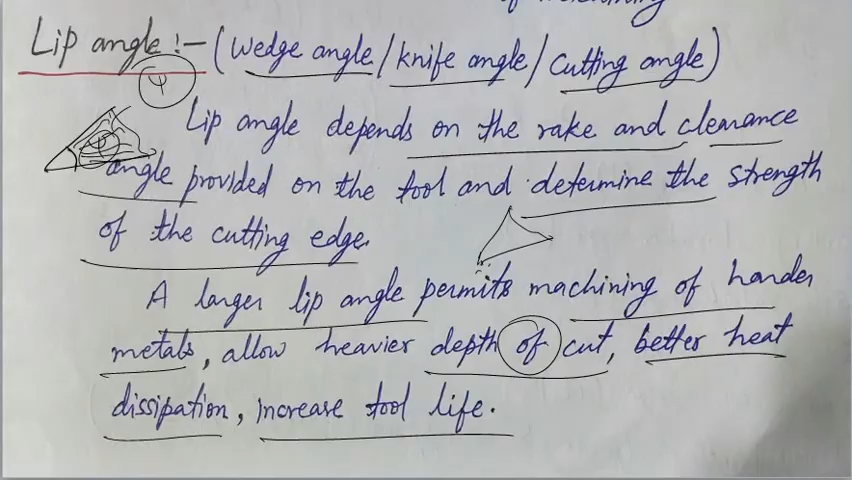 of machining
Lip angle :- (Wedge angle / knife angle / Cutting angle)
ψ
Lip angle depends on the rake and clearance
ψ
angle provided on the tool and determine the strength
of the cutting edge.
A larger lip angle permits machining of harder
metals, allow heavier depth of cut, better heat
dissipation, increase tool life.